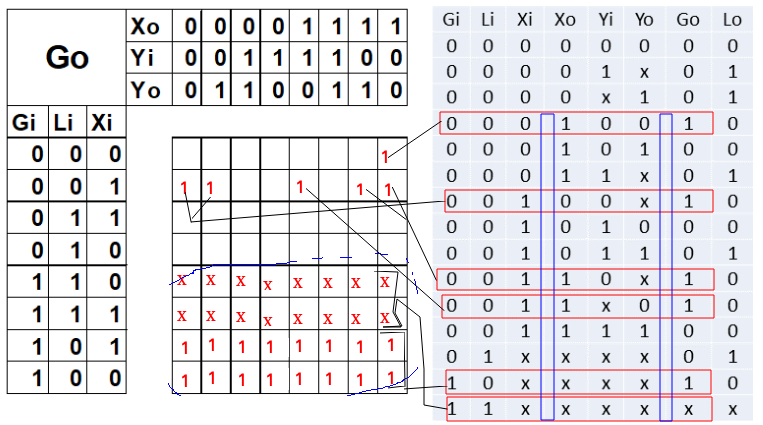 Go
Xo 0 0 0 0 1 1 1 1
Yi 0 0 1 1 1 1 0 0
Yo 0 1 1 0 0 1 1 0
Gi Li Xi
0 0 0 1
0 0 1 1 1 1 1 1
0 1 1
0 1 0
1 1 0 x x x x x x x x
1 1 1 x x x x x x x x
1 0 1 1 1 1 1 1 1 1 1
1 0 0 1 1 1 1 1 1 1 1
Gi Li Xi Xo Yi Yo Go Lo
0 0 0 0 0 0 0 0
0 0 0 0 1 x 0 1
0 0 0 0 x 1 0 1
0 0 0 1 0 0 1 0
0 0 0 1 0 1 0 0
0 0 0 1 1 x 0 1
0 0 1 0 0 x 1 0
0 0 1 0 1 0 0 0
0 0 1 0 1 1 0 1
0 0 1 1 0 x 1 0
0 0 1 1 x 0 1 0
0 0 1 1 1 1 0 0
0 1 x x x x 0 1
1 0 x x x x 1 0
1 1 x x x x x x